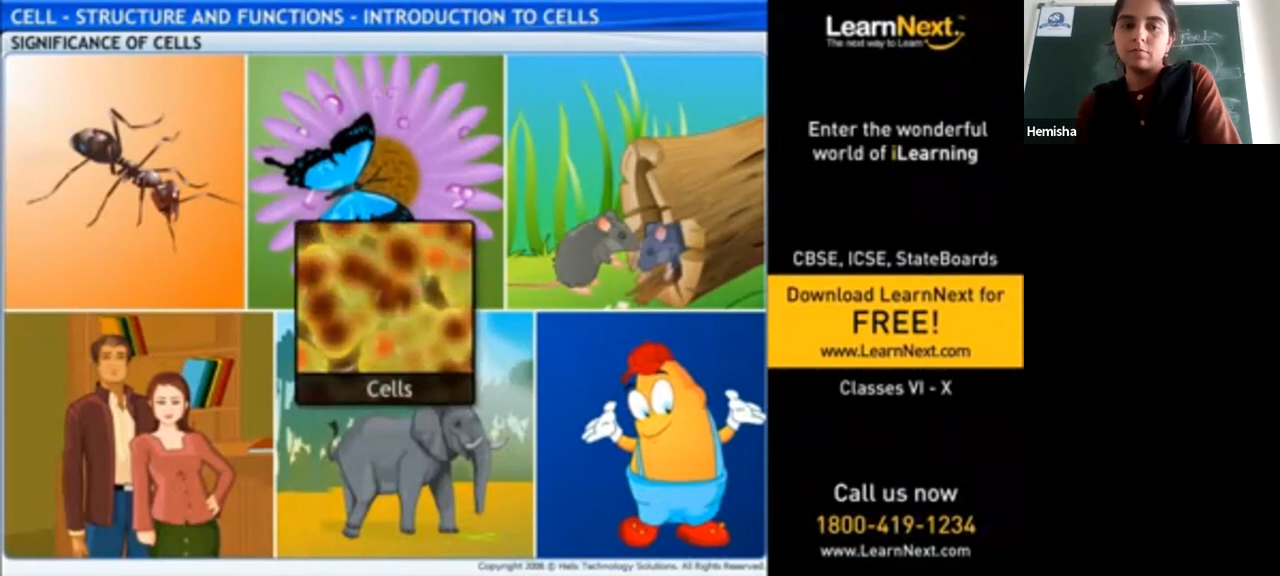 CELL - STRUCTURE AND FUNCTIONS - INTRODUCTION TO CELLS
SIGNIFICANCE OF CELLS
Cells
Copyright 2008 © Helix Technology Solutions. All Rights Reserved
LearnNext.
The next way to Learn
Enter the wonderful
world of iLearning
CBSE, ICSE, StateBoards
Download LearnNext for
FREE!
www.LearnNext.com
Classes VI - X
Call us now
1800-419-1234
www.LearnNext.com
Hemisha